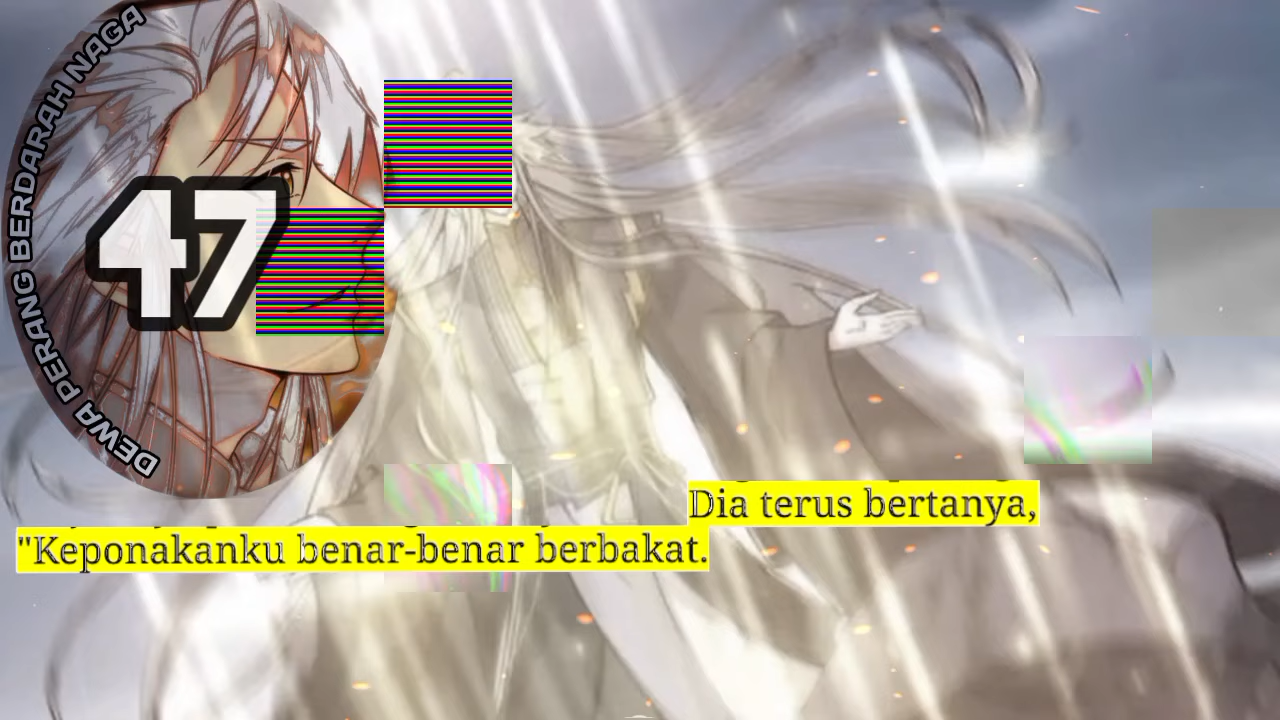 DEWA PERANG BERDARAH NAGA
47
Dia terus bertanya,
"Keponakanku benar-benar berbakat.